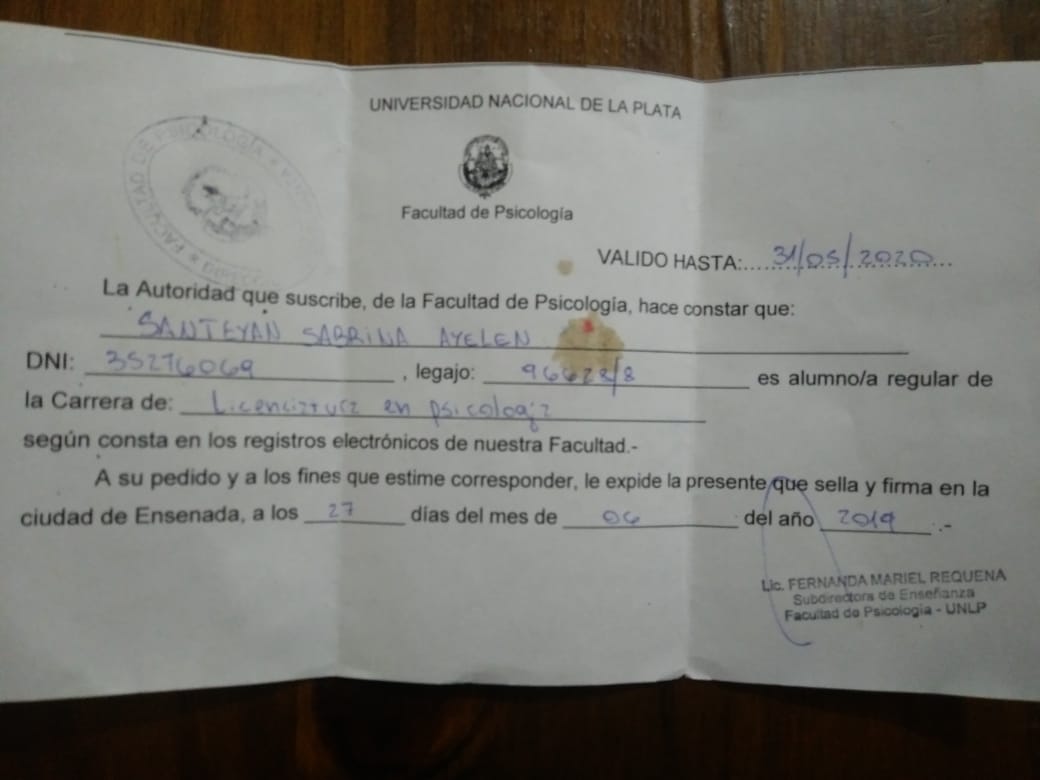 UNIVERSIDAD NACIONAL DE LA PLATA
FACULTAD DE PSICOLOGÍA
Facultad de Psicología
VALIDO HASTA:....31/05/2020...
La Autoridad que suscribe, de la Facultad de Psicología, hace constar que:
SANTEYAN SABRINA AYELEN
DNI: 35276069, legajo: 96628/8 es alumno/a regular de
la Carrera de: Licenciatura en psicología
según consta en los registros electrónicos de nuestra Facultad.-
A su pedido y a los fines que estime corresponder, le expide la presente que sella y firma en la
ciudad de Ensenada, a los 27 días del mes de 06 del año 2019.-
Lic. FERNANDA MARIEL REQUENA
Subdirectora de Enseñanza
Facultad de Psicología - UNLP